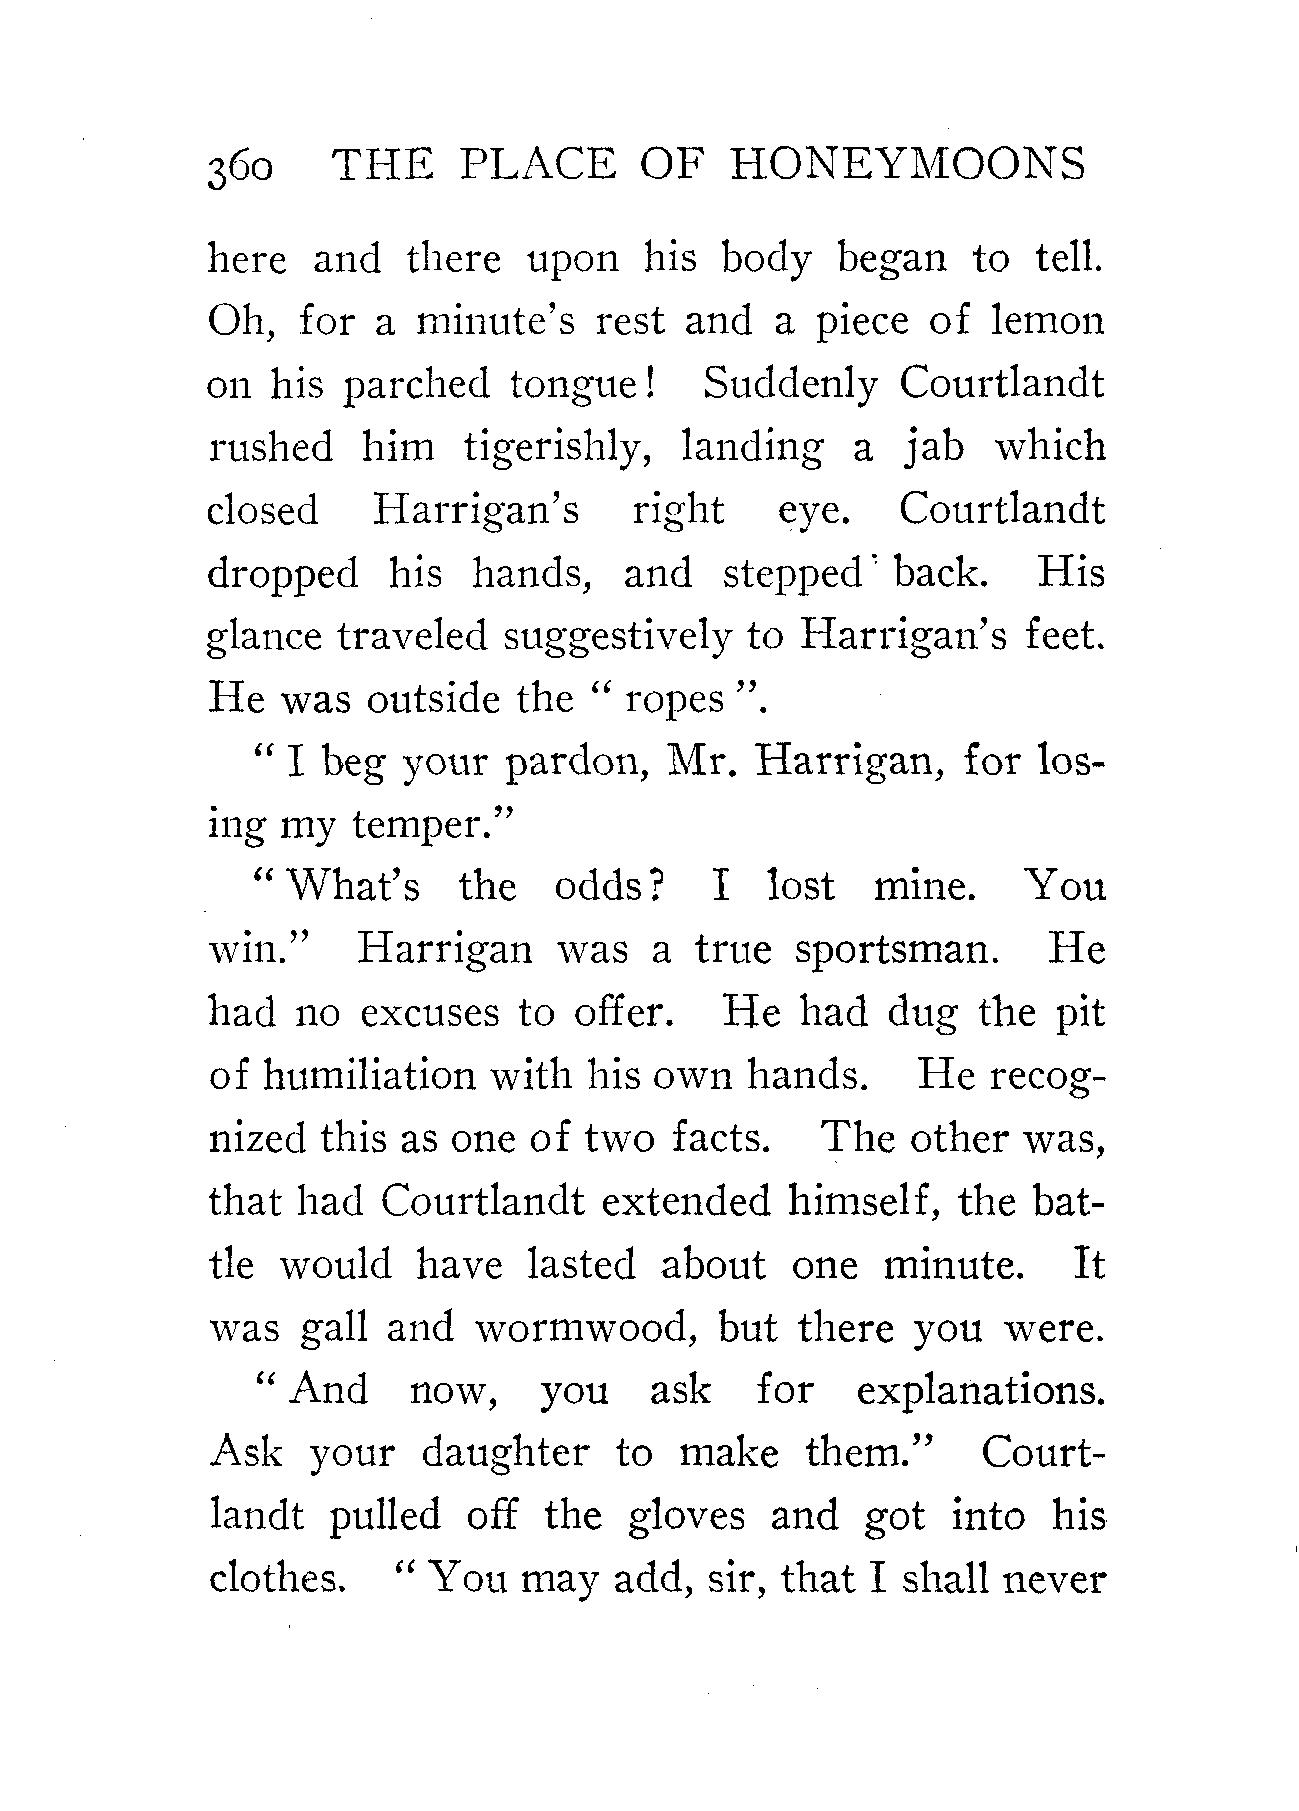 360 THE PLACE OF HONEYMOONS
here and there upon his body began to tell.
Oh, for a minute's rest and a piece of lemon
on his parched tongue! Suddenly Courtlandt
rushed him tigerishly, landing a jab which
closed Harrigan's right eye. Courtlandt
dropped his hands, and stepped back. His
glance traveled suggestively to Harrigan's feet.
He was outside the “ ropes ”.
“ I beg your pardon, Mr. Harrigan, for los-
ing my temper.”
“ What's the odds? I lost mine. You
win.” Harrigan was a true sportsman. He
had no excuses to offer. He had dug the pit
of humiliation with his own hands. He recog-
nized this as one of two facts. The other was,
that had Courtlandt extended himself, the bat-
tle would have lasted about one minute. It
was gall and wormwood, but there you were.
“ And now, you ask for explanations.
Ask your daughter to make them.” Court-
landt pulled off the gloves and got into his
clothes. “ You may add, sir, that I shall never